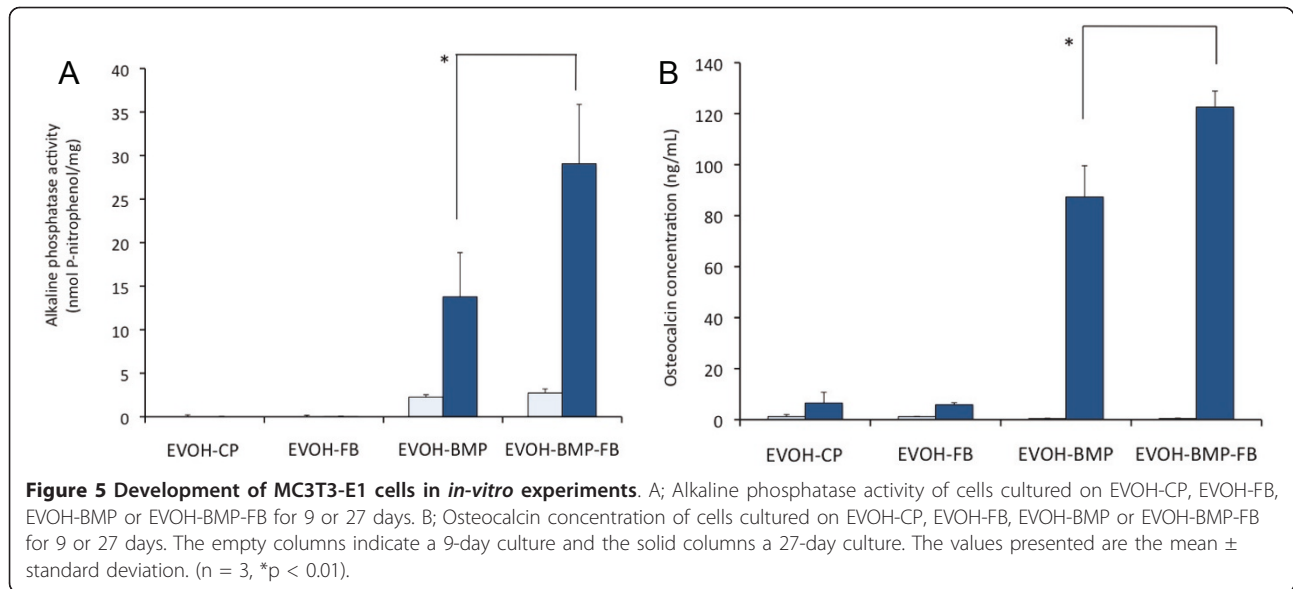 A
*
Alkaline phosphatase activity
(nmol P-nitrophenol/mg)
40
35
30
25
20
15
10
5
0
EVOH-CP EVOH-FB EVOH-BMP EVOH-BMP-FB
B
*
Osteocalcin concentration (ng/mL)
140
120
100
80
60
40
20
0
EVOH-CP EVOH-FB EVOH-BMP EVOH-BMP-FB
Figure 5 Development of MC3T3-E1 cells in in-vitro experiments. A; Alkaline phosphatase activity of cells cultured on EVOH-CP, EVOH-FB,
EVOH-BMP or EVOH-BMP-FB for 9 or 27 days. B; Osteocalcin concentration of cells cultured on EVOH-CP, EVOH-FB, EVOH-BMP or EVOH-BMP-FB
for 9 or 27 days. The empty columns indicate a 9-day culture and the solid columns a 27-day culture. The values presented are the mean ±
standard deviation. (n = 3, *p < 0.01).